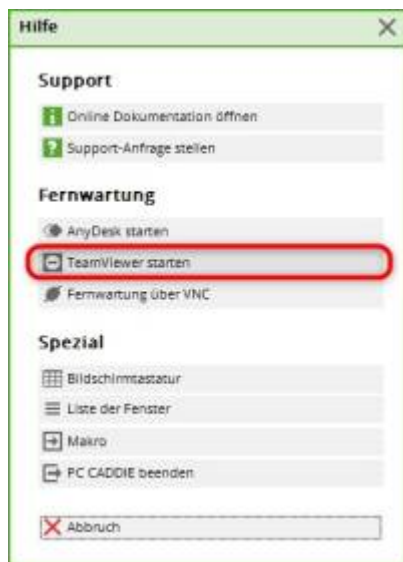 Hilfe
Support
Online Dokumentation öffnen
Support-Anfrage stellen
Fernwartung
AnyDesk starten
TeamViewer starten
Fernwartung über VNC
Spezial
Bildschirmtastatur
Liste der Fenster
Makro
PC CADDIE beenden
Abbruch